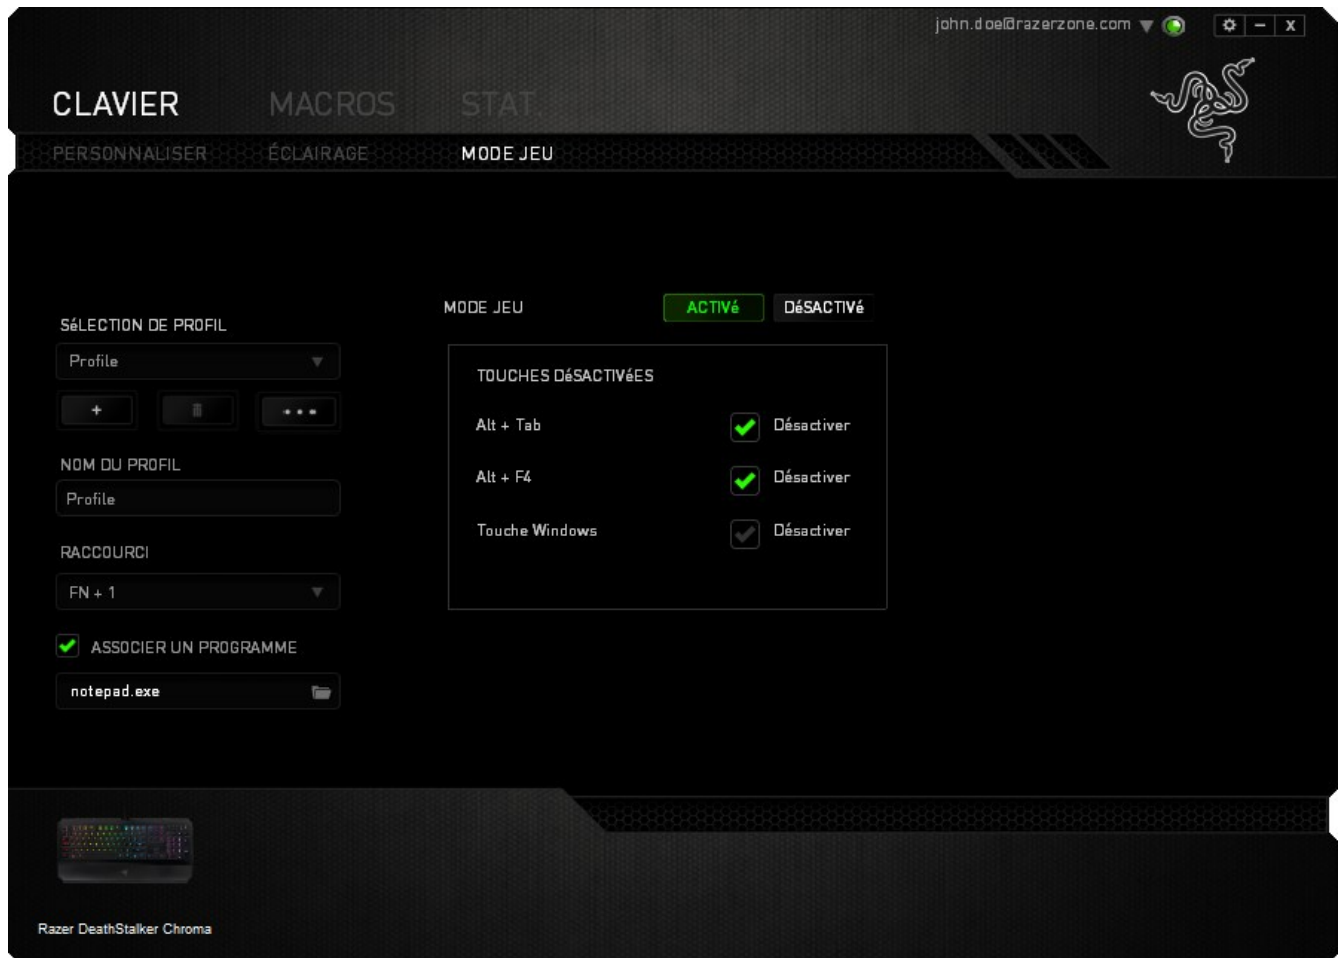 john.doe@razerzone.com
CLAVIER MACROS STAT
PERSONNALISER ÉCLAIRAGE MODE JEU
SéLECTION DE PROFIL
Profile
NOM DU PROFIL
Profile
RACCOURCI
FN + 1
ASSOCIER UN PROGRAMME
notepad.exe
MODE JEU ACTIVé DéSACTIVé
TOUCHES DéSACTIVéES
Alt + Tab Désactiver
Alt + F4 Désactiver
Touche Windows Désactiver
Razer DeathStalker Chroma